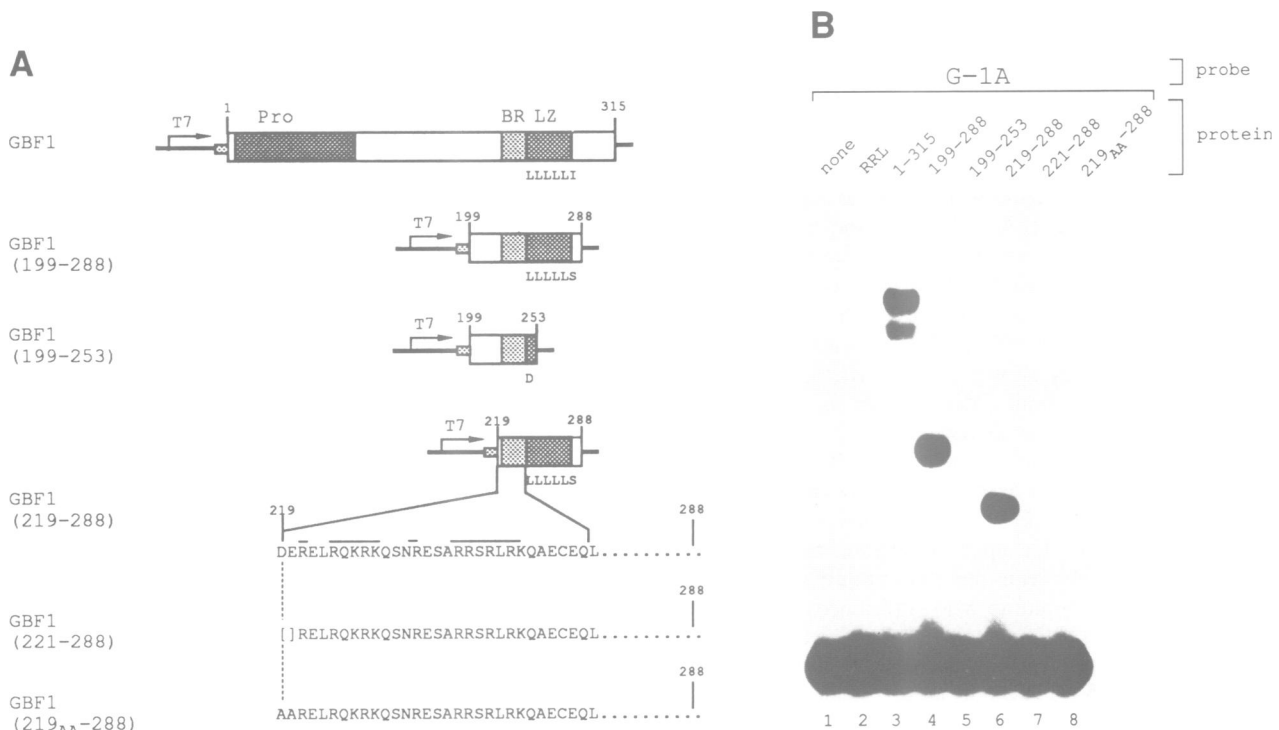 A
1
Pro
BR LZ
315
T7
GBF1
LLLLLI
T7
199
288
GBF1
(199-288)
LLLLLS
T7
199
253
GBF1
(199-253)
D
T7
219
288
LLLLLS
GBF1
(219-288)
219
288
DERELRQKRKQSNRESARRSRLRKQAECEQL..........
GBF1
(221-288)
288
[]RELRQKRKQSNRESARRSRLRKQAECEQL..........
GBF1
(219AA-288)
288
AARELRQKRKQSNRESARRSRLRKQAECEQL..........
B
G-1A
probe
none
RRL
1-315
199-288
199-253
219-288
221-288
219AA-288
protein
1 2 3 4 5 6 7 8